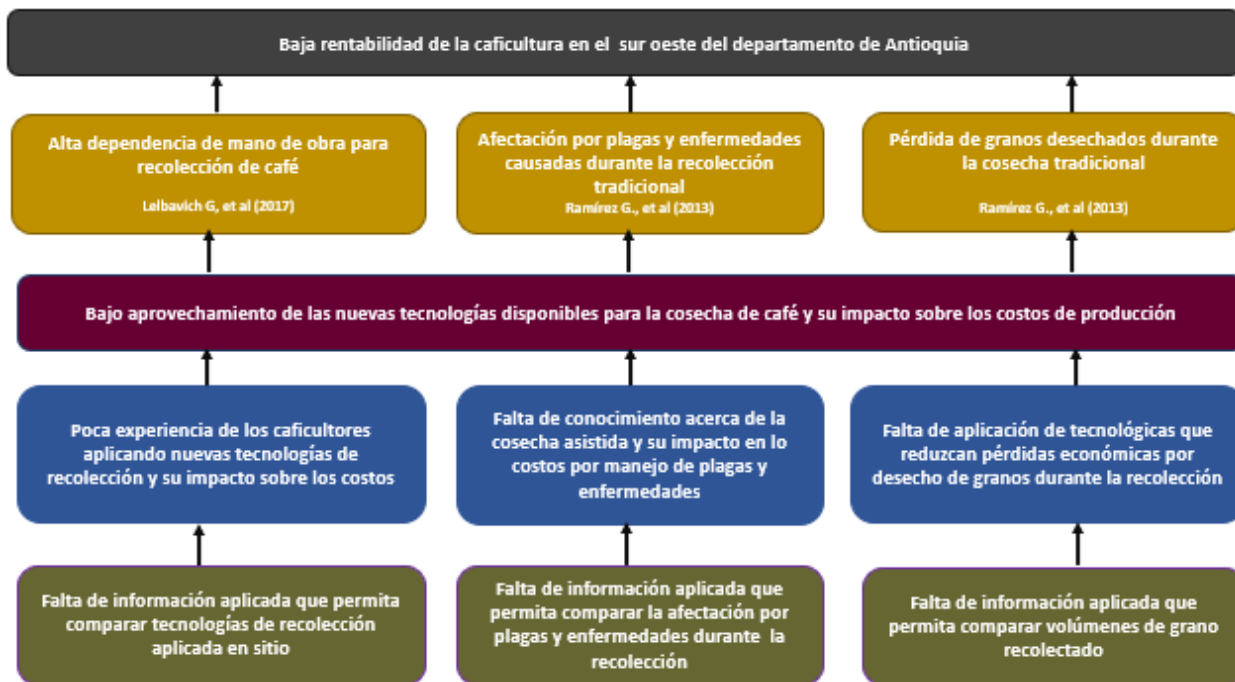 Baja rentabilidad de la caficultura en el sur oeste del departamento de Antioquia
Alta dependencia de mano de obra para
recolección de café
Lelbavich G, et al (2017)
Afectación por plagas y enfermedades
causadas durante la recolección
tradicional
Ramírez G., et al (2013)
Pérdida de granos desechados durante
la cosecha tradicional
Ramírez G., et al (2013)
Bajo aprovechamiento de las nuevas tecnologías disponibles para la cosecha de café y su impacto sobre los costos de producción
Poca experiencia de los caficultores
aplicando nuevas tecnologías de
recolección y su impacto sobre los costos
Falta de conocimiento acerca de la
cosecha asistida y su impacto en lo
costos por manejo de plagas y
enfermedades
Falta de aplicación de tecnológicas que
reduzcan pérdidas económicas por
desecho de granos durante la recolección
Falta de información aplicada que permita
comparar tecnologías de recolección
aplicada en sitio
Falta de información aplicada que
permita comparar la afectación por
plagas y enfermedades durante la
recolección
Falta de información aplicada que
permita comparar volúmenes de grano
recolectado